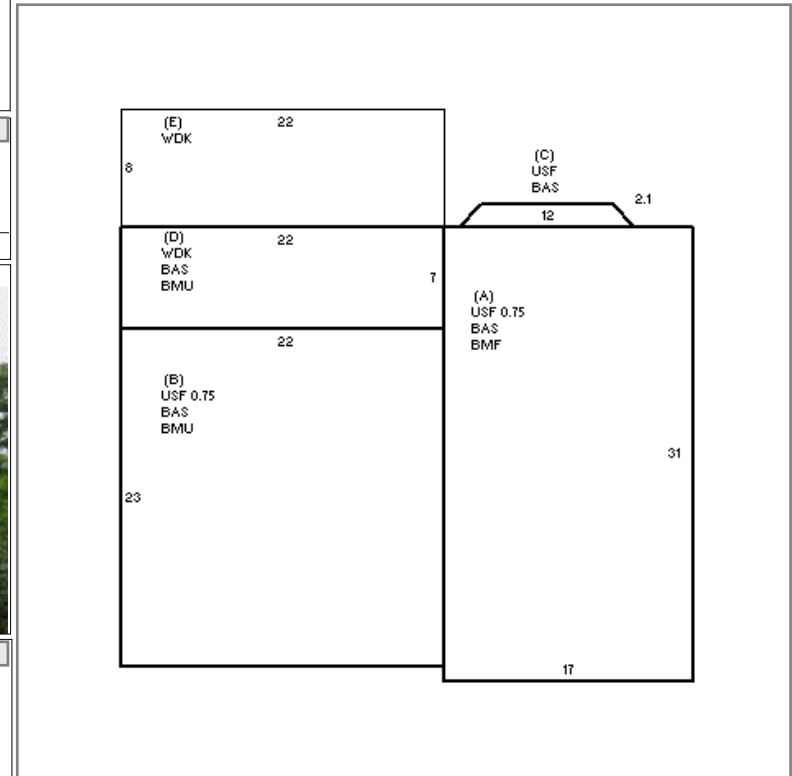 (E)
WDK
22
8
(C)
USF
BAS
2.1
12
(D)
WDK
BAS
BMU
22
7
(A)
USF 0.75
BAS
BMF
22
(B)
USF 0.75
BAS
BMU
31
23
17